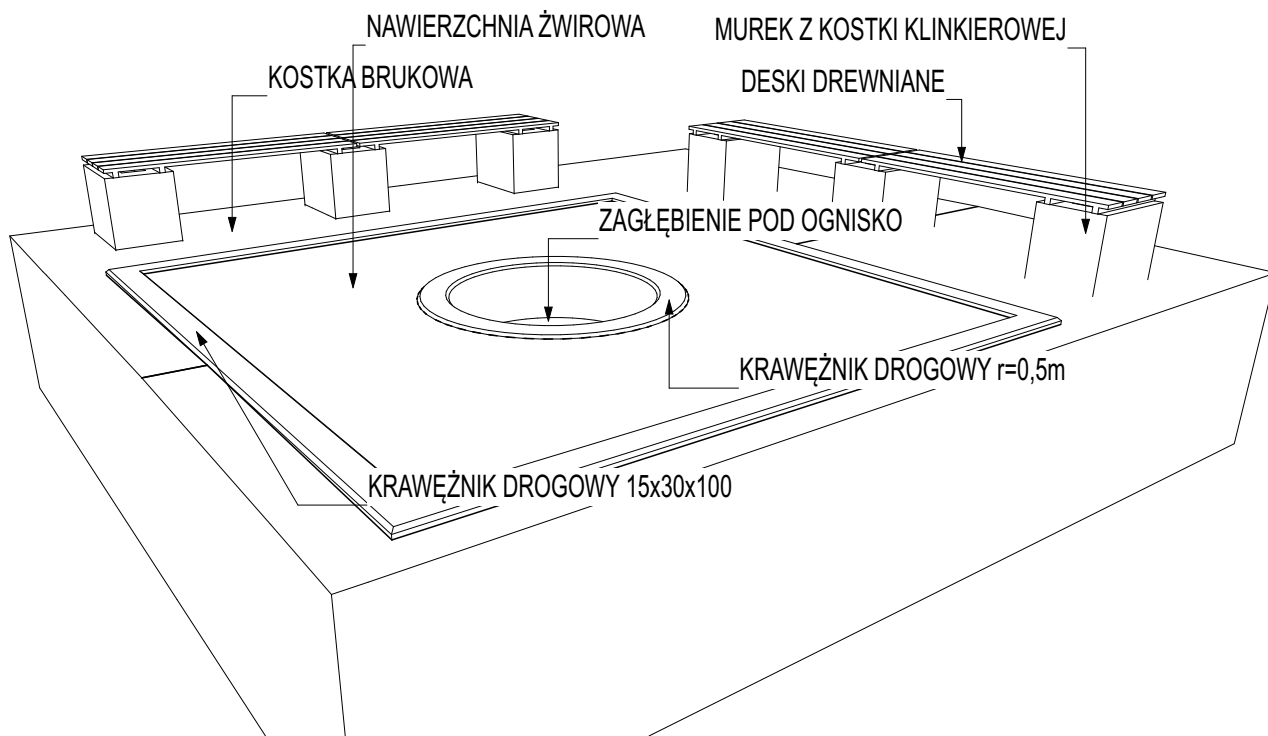 NAWIERZCHNIA ŻWIROWA
MUREK Z KOSTKI KLINKIEROWEJ
KOSTKA BRUKOWA
DESKI DREWNIANE
ZAGŁĘBIENIE POD OGNISKO
KRAWĘŻNIK DROGOWY r=0,5m
KRAWĘŻNIK DROGOWY 15x30x100